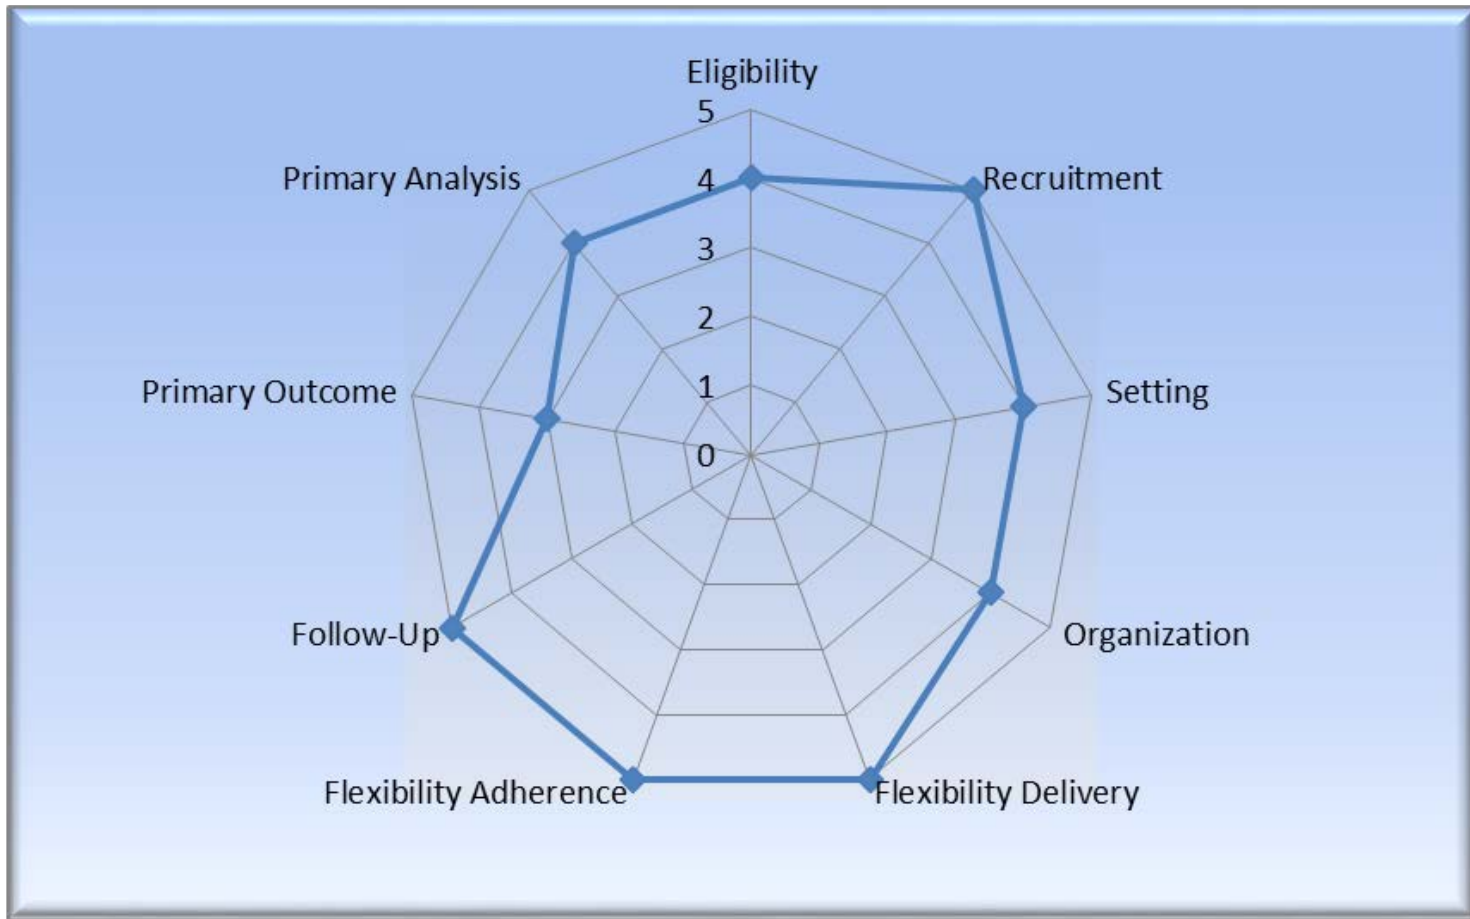 Eligibility
5
Primary Analysis
Recruitment
4
3
2
Primary Outcome
1
Setting
0
Follow-Up
Organization
Flexibility Adherence
Flexibility Delivery